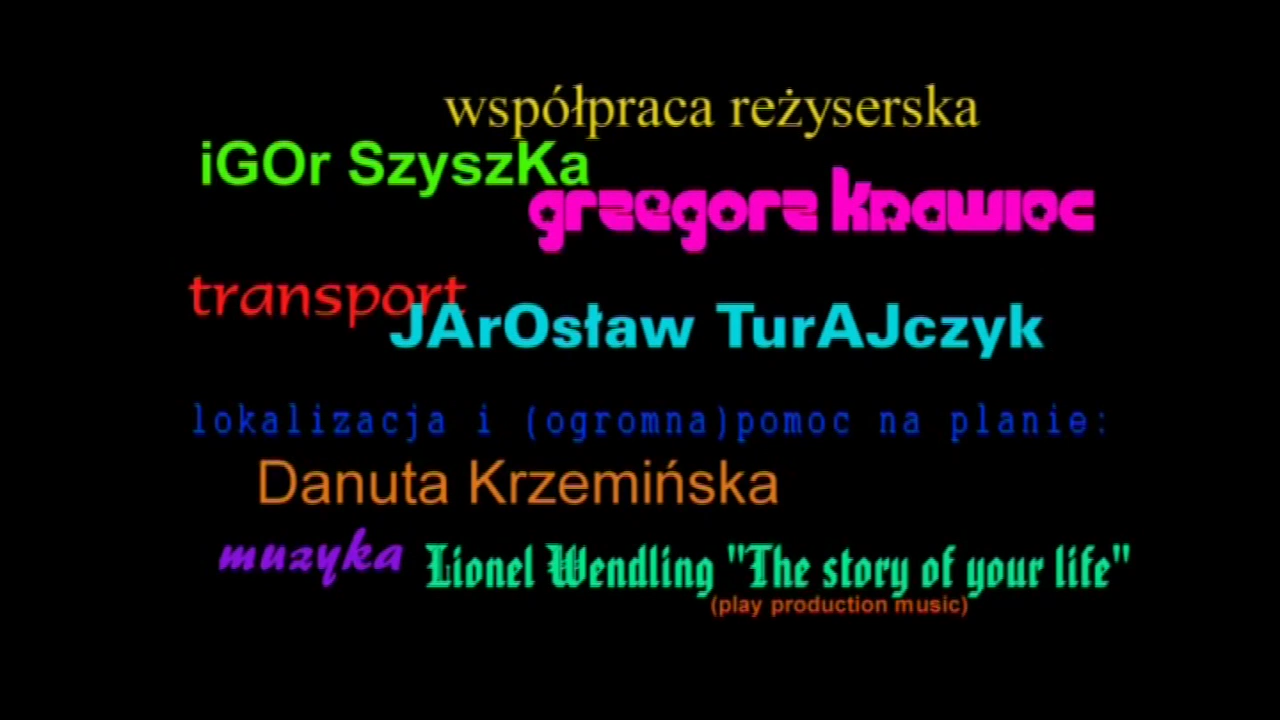 współpraca reżyserska
iGOr SzyszKa
grzegorz krawiec
transport
JArOsław TurAJczyk
lokalizacja i (ogromna)pomoc na planie:
Danuta Krzemińska
muzyka Lionel Wendling "The story of your life"
(play production music)